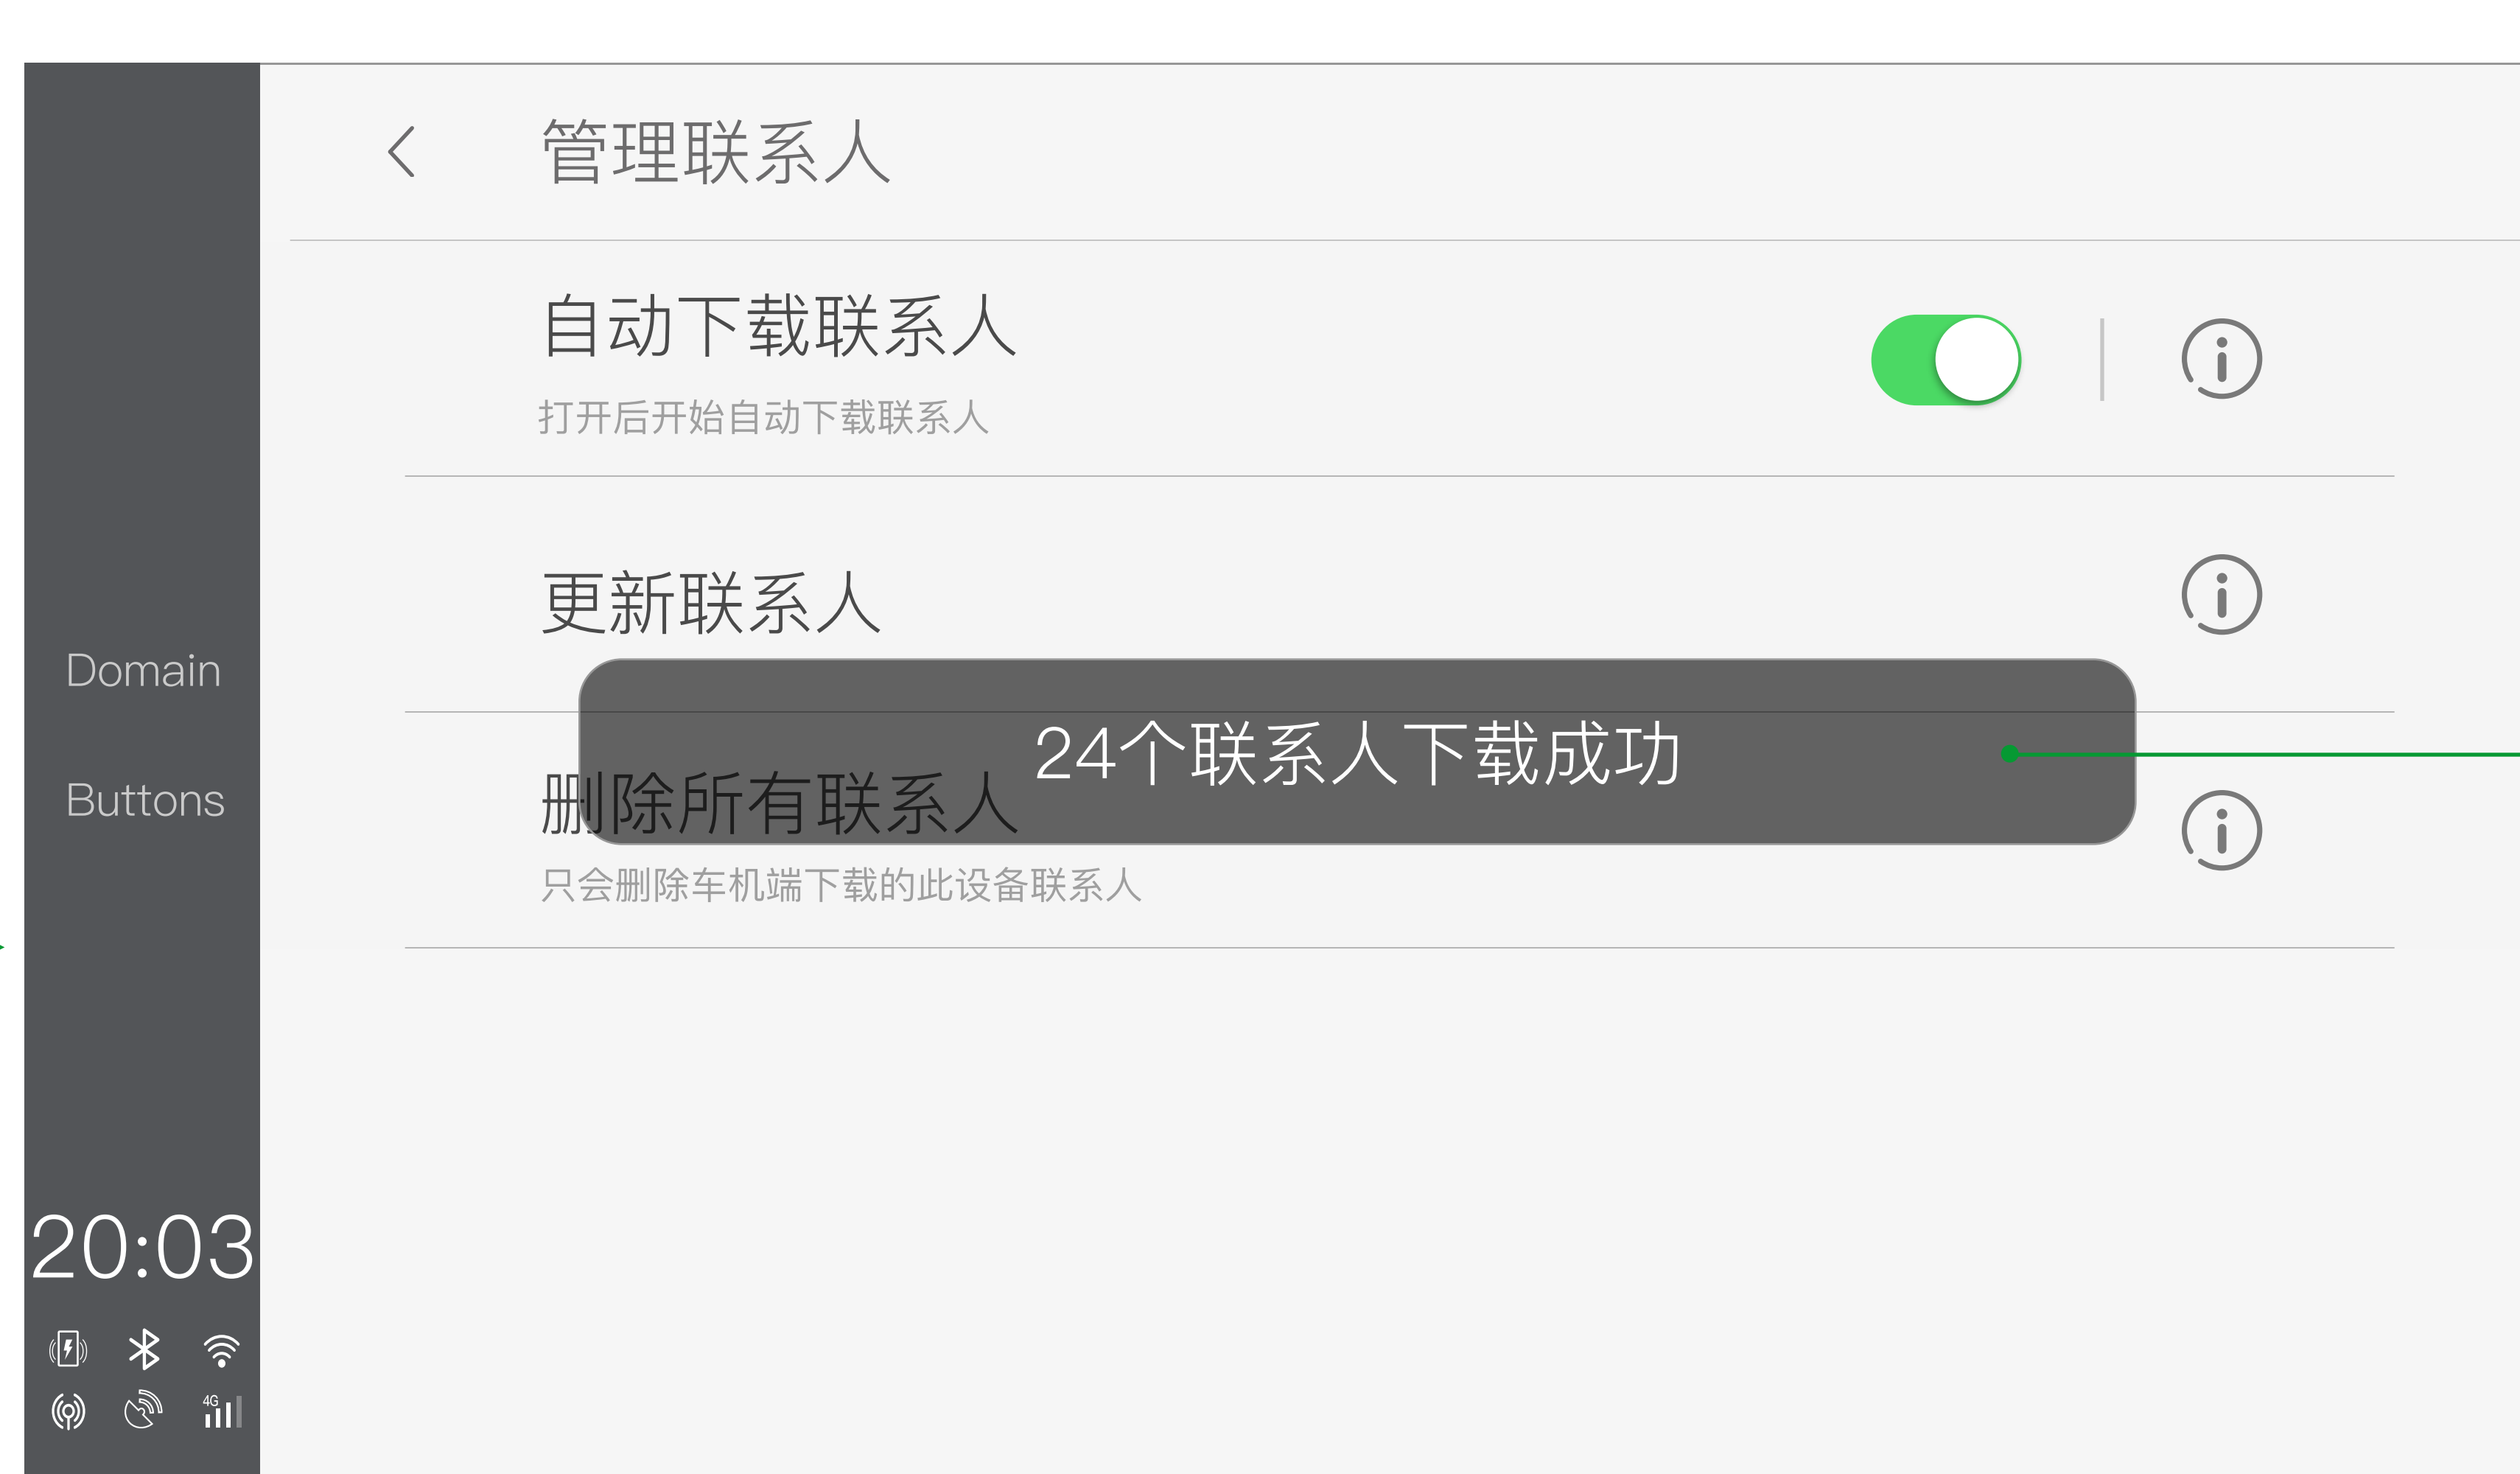 管理联系人
自动下载联系人
打开后开始自动下载联系人
更新联系人
24个联系人下载成功
删除所有联系人
只会删除车机端下载的此设备联系人
Domain
Buttons
20:03
4G